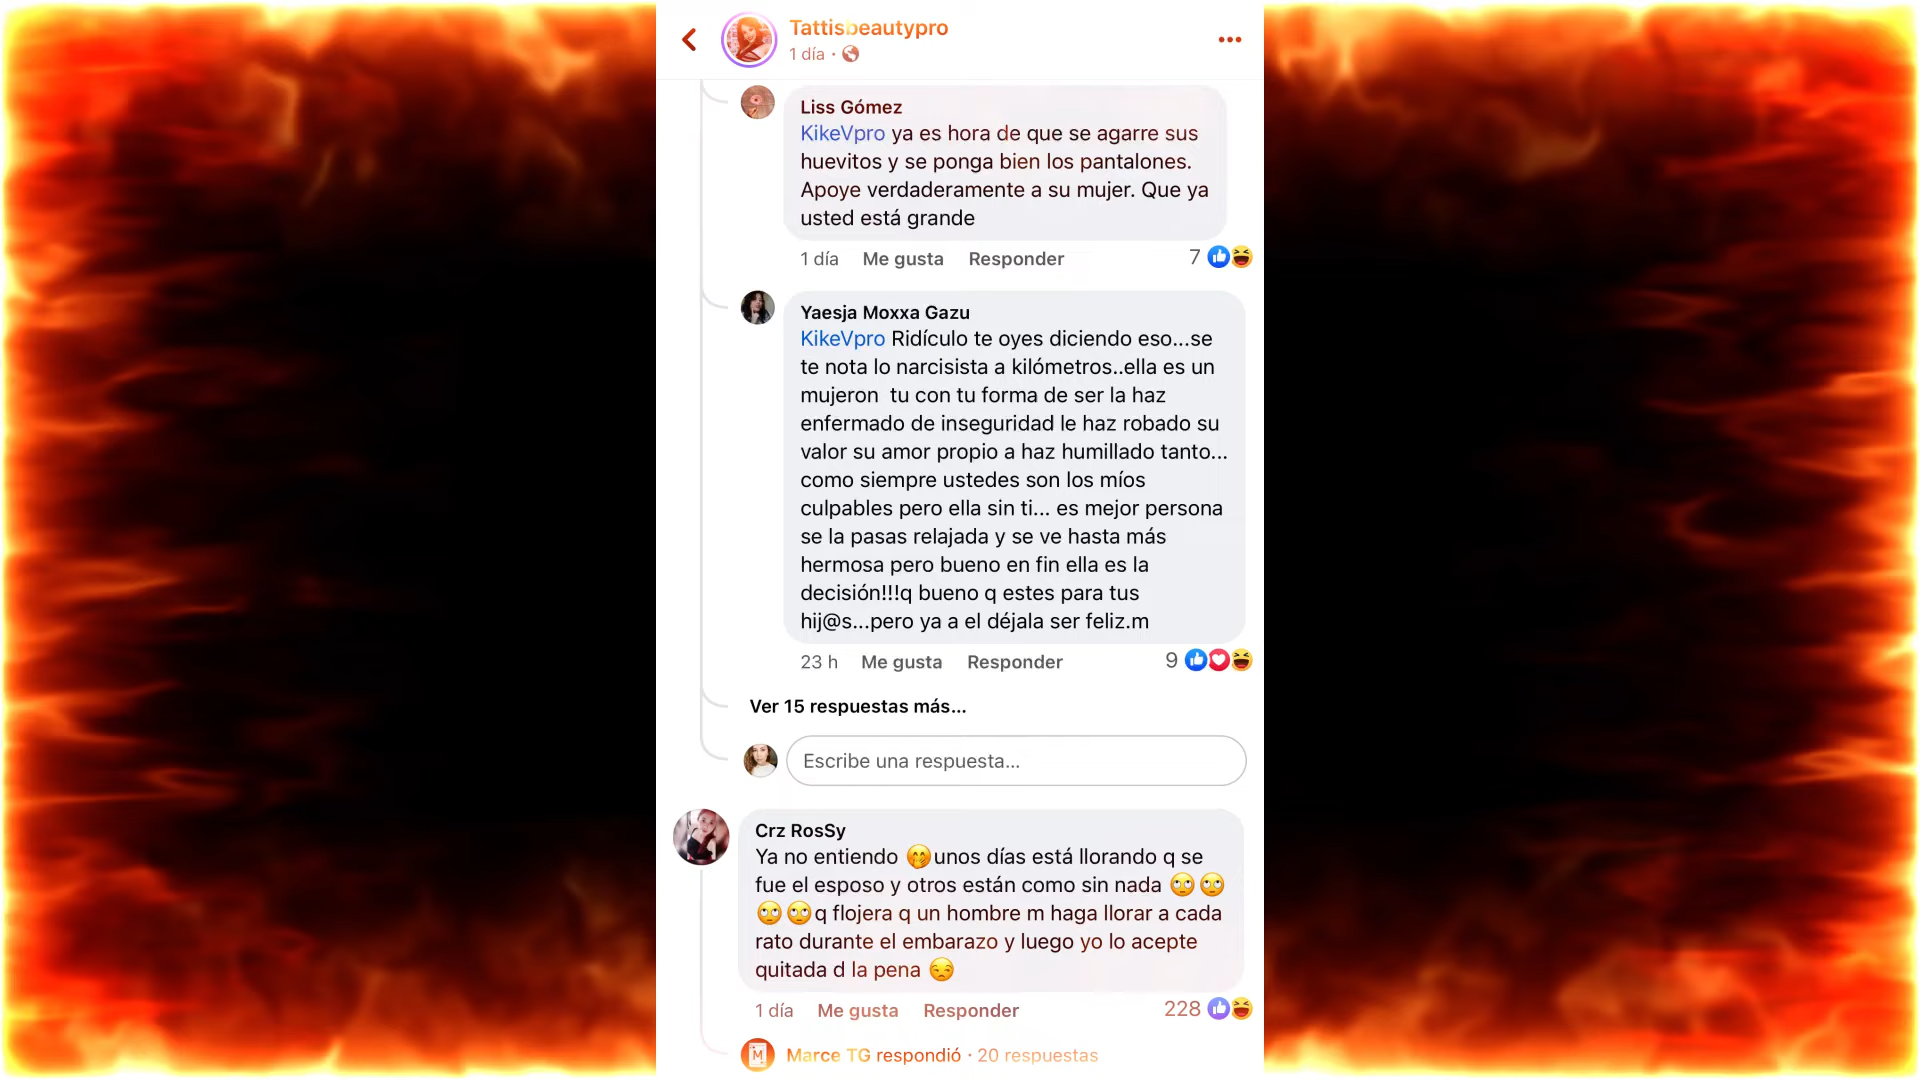 Tattisbeautypro
1 día ·
Liss Gómez
KikeVpro ya es hora de que se agarre sus
huevitos y se ponga bien los pantalones.
Apoye verdaderamente a su mujer. Que ya
usted está grande
1 día Me gusta Responder 7
Yaesja Moxxa Gazu
KikeVpro Ridículo te oyes diciendo eso...se
te nota lo narcisista a kilómetros..ella es un
mujeron tu con tu forma de ser la haz
enfermado de inseguridad le haz robado su
valor su amor propio a haz humillado tanto...
como siempre ustedes son los míos
culpables pero ella sin ti... es mejor persona
se la pasas relajada y se ve hasta más
hermosa pero bueno en fin ella es la
decisión!!!q bueno q estes para tus
hij@s...pero ya a el déjala ser feliz.m
23 h Me gusta Responder 9
Ver 15 respuestas más...
Escribe una respuesta...
Crz RosSy
Ya no entiendo 🤭unos días está llorando q se
fue el esposo y otros están como sin nada 🙄🙄
🙄🙄q flojera q un hombre m haga llorar a cada
rato durante el embarazo y luego yo lo acepte
quitada d la pena 😒
1 día Me gusta Responder 228
M
Marce TG respondió · 20 respuestas